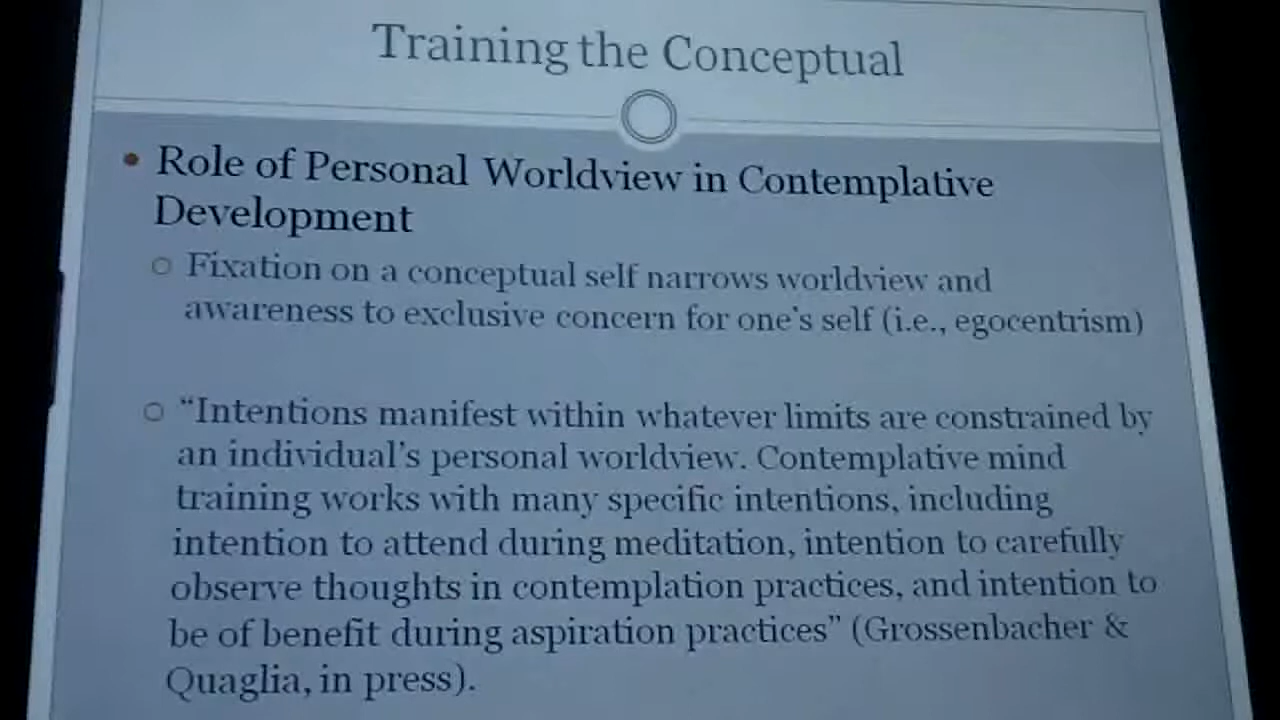 Training the Conceptual
• Role of Personal Worldview in Contemplative
Development
○ Fixation on a conceptual self narrows worldview and
awareness to exclusive concern for one's self (i.e., egocentrism)
○ "Intentions manifest within whatever limits are constrained by
an individual's personal worldview. Contemplative mind
training works with many specific intentions, including
intention to attend during meditation, intention to carefully
observe thoughts in contemplation practices, and intention to
be of benefit during aspiration practices" (Grossenbacher &
Quaglia, in press).